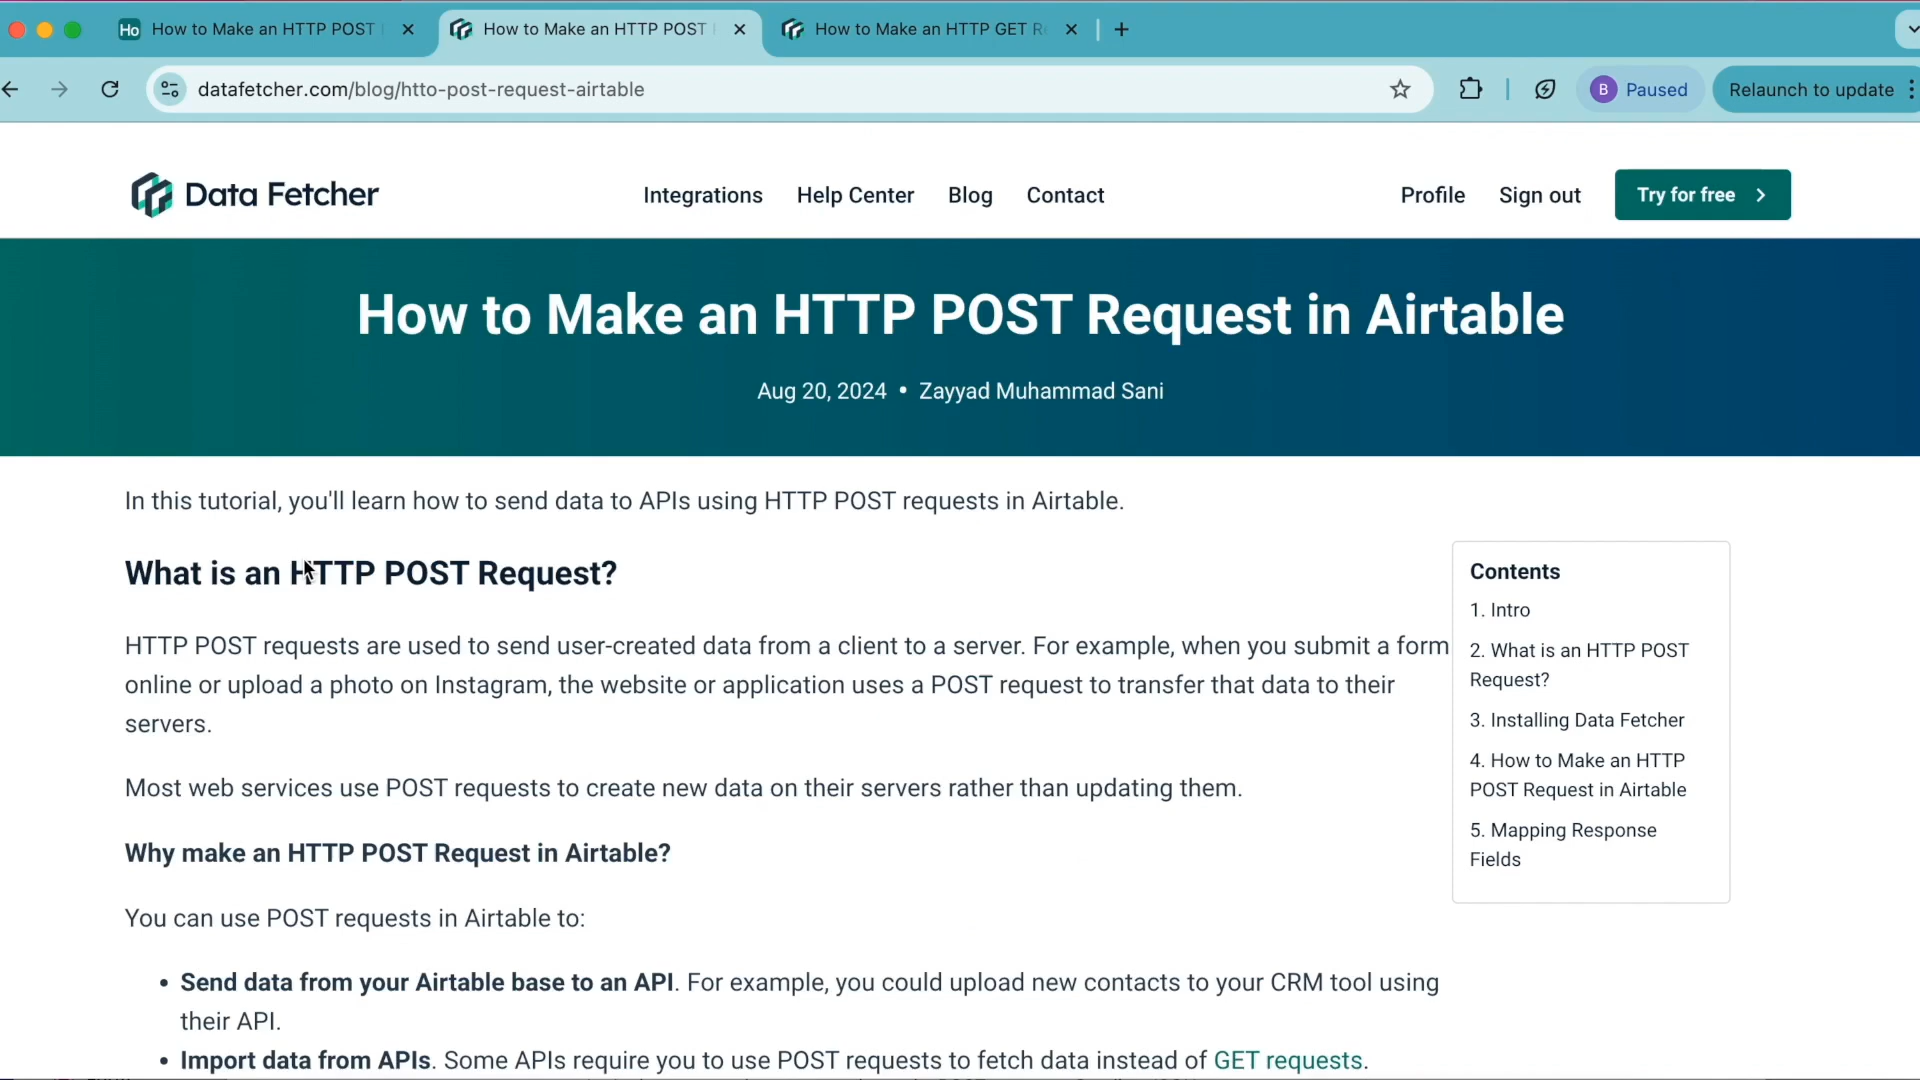 Ho How to Make an HTTP POST
How to Make an HTTP POST
How to Make an HTTP GET R
datafetcher.com/blog/htto-post-request-airtable
B Paused
Relaunch to update
Data Fetcher
Integrations Help Center Blog Contact
Profile Sign out Try for free
How to Make an HTTP POST Request in Airtable
Aug 20, 2024 • Zayyad Muhammad Sani
In this tutorial, you'll learn how to send data to APIs using HTTP POST requests in Airtable.
What is an HTTP POST Request?
HTTP POST requests are used to send user-created data from a client to a server. For example, when you submit a form
online or upload a photo on Instagram, the website or application uses a POST request to transfer that data to their
servers.
Most web services use POST requests to create new data on their servers rather than updating them.
Why make an HTTP POST Request in Airtable?
You can use POST requests in Airtable to:
• Send data from your Airtable base to an API. For example, you could upload new contacts to your CRM tool using
their API.
• Import data from APIs. Some APIs require you to use POST requests to fetch data instead of GET requests.
Contents
1. Intro
2. What is an HTTP POST
Request?
3. Installing Data Fetcher
4. How to Make an HTTP
POST Request in Airtable
5. Mapping Response
Fields